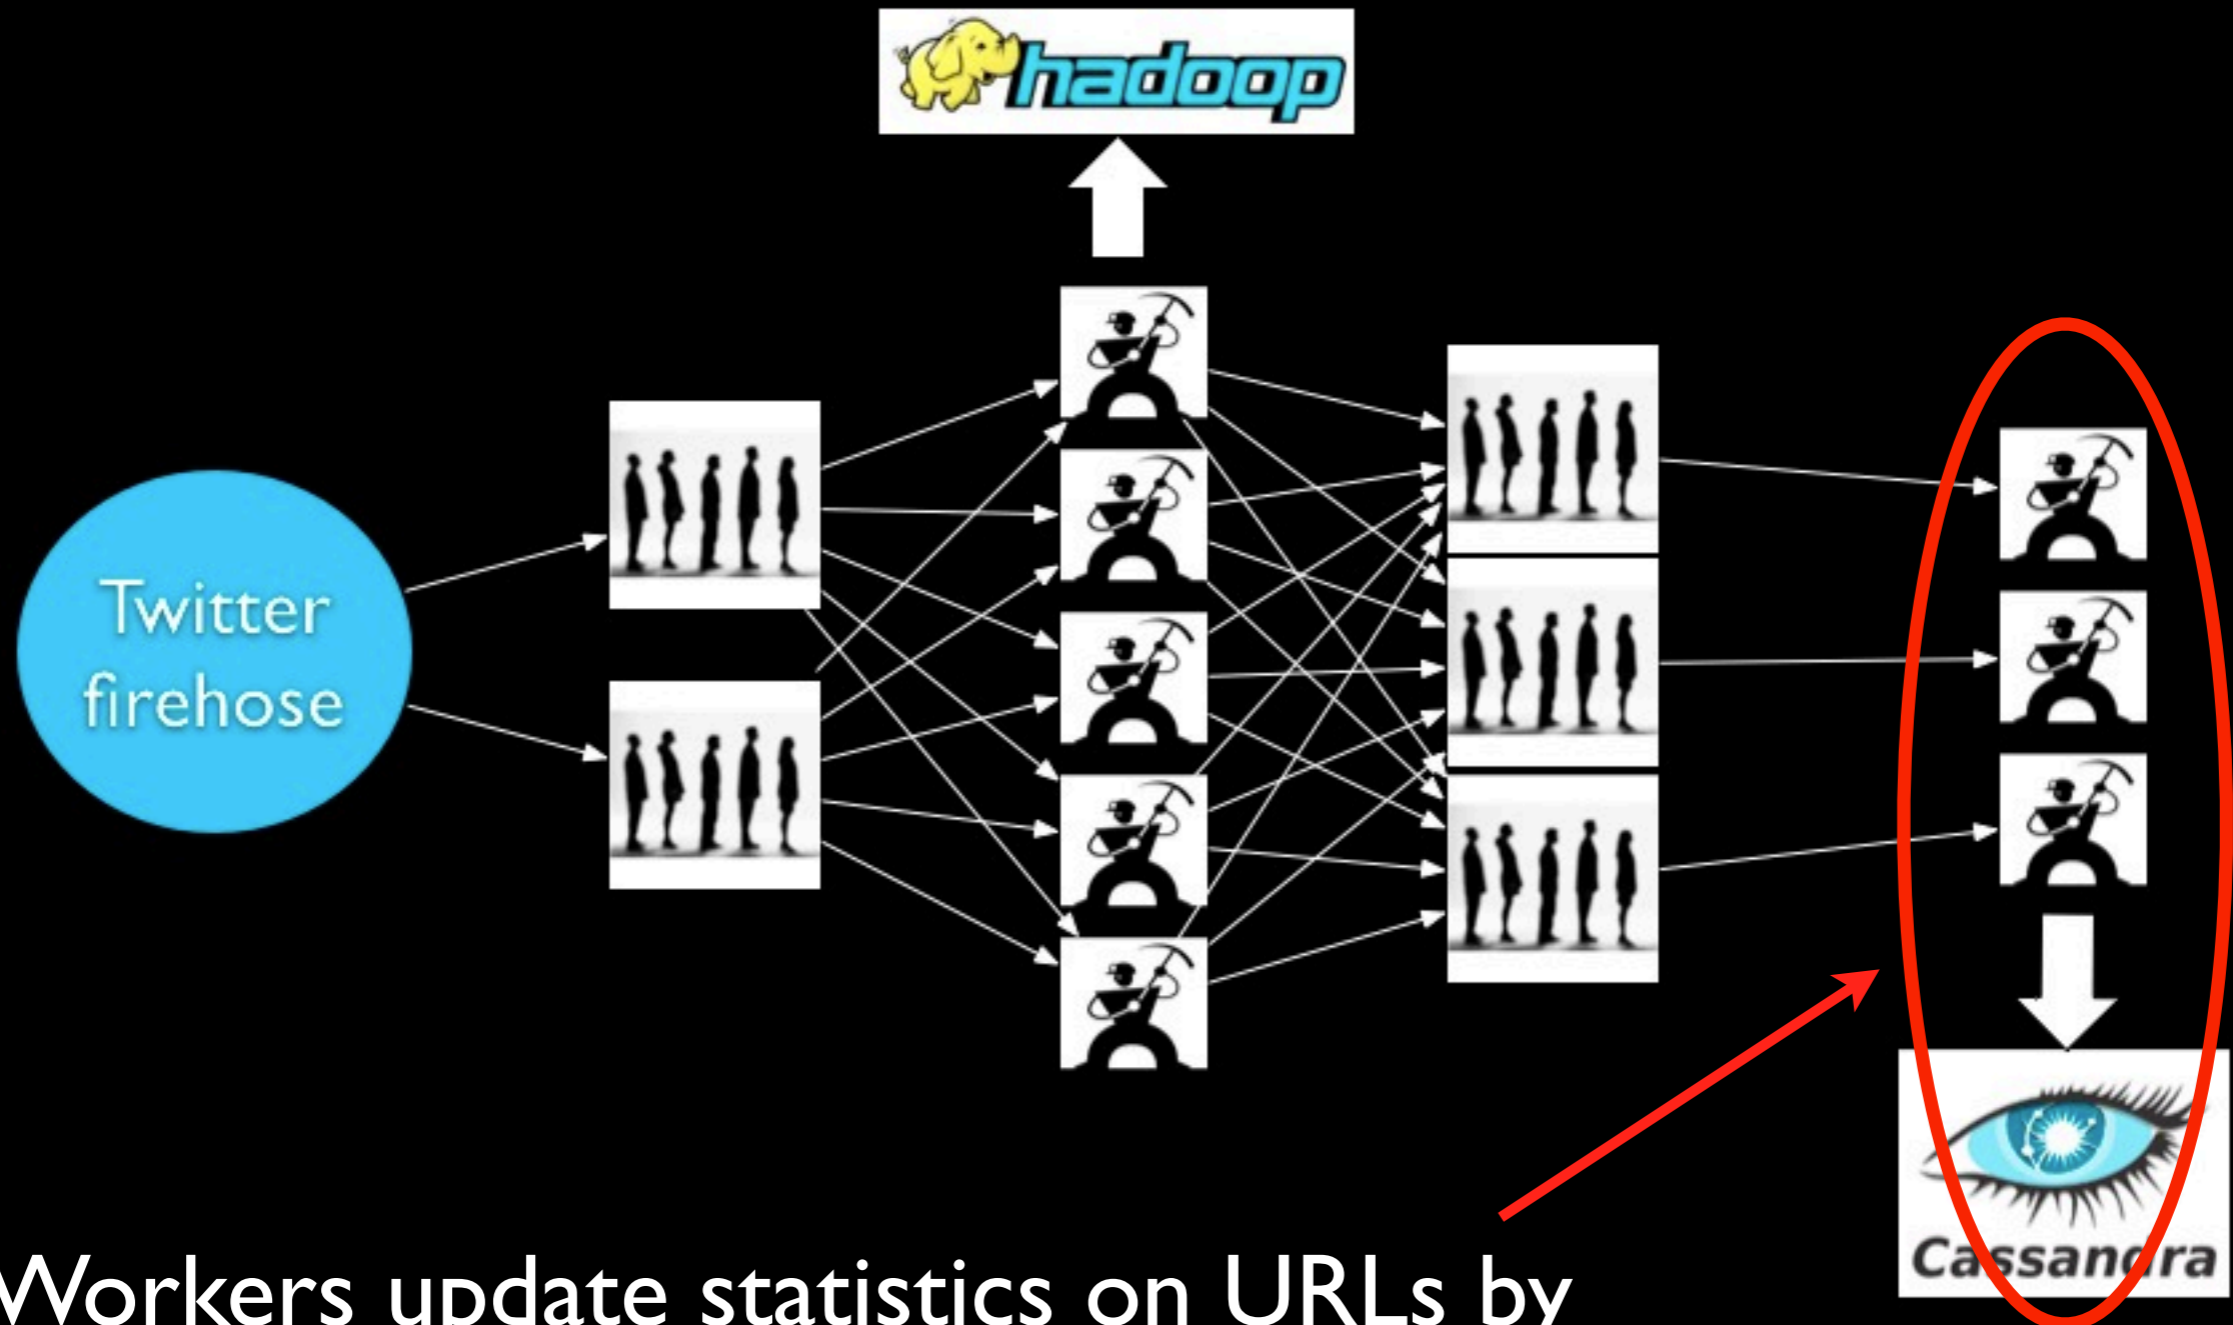 hadoop
Twitter
firehose
Cassandra
Workers update statistics on URLs by